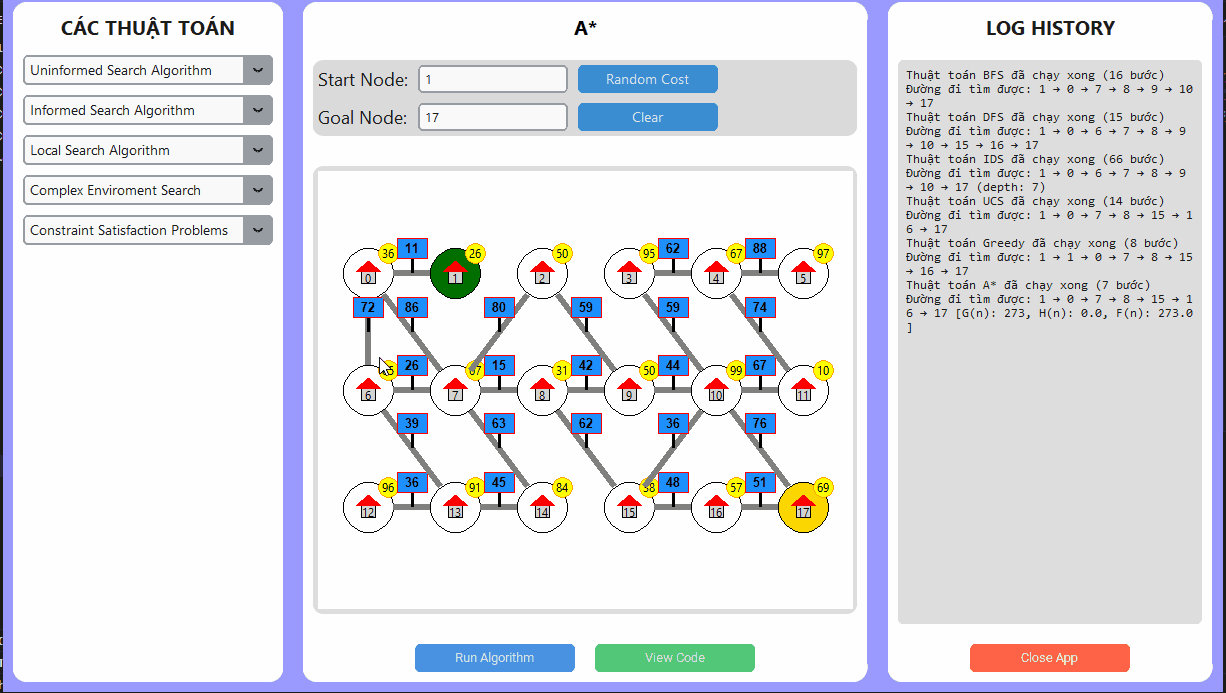 CÁC THUẬT TOÁN
Uninformed Search Algorithm
Informed Search Algorithm
Local Search Algorithm
Complex Enviroment Search
Constraint Satisfaction Problems
A*
Start Node: 1
Random Cost
Goal Node: 17
Clear
36 11 26 50 95 62 67 88 97
0 1 2 3 4 5
72 86 80 59 59 74
26 67 15 31 42 50 44 99 67 10
6 7 8 9 10 11
39 63 62 36 76
96 36 91 45 84 38 48 57 51 69
12 13 14 15 16 17
Run Algorithm
View Code
LOG HISTORY
Thuật toán BFS đã chạy xong (16 bước)
Đường đi tìm được: 1 → 0 → 7 → 8 → 9 → 10
→ 17
Thuật toán DFS đã chạy xong (15 bước)
Đường đi tìm được: 1 → 0 → 6 → 7 → 8 → 9
→ 10 → 15 → 16 → 17
Thuật toán IDS đã chạy xong (66 bước)
Đường đi tìm được: 1 → 0 → 6 → 7 → 8 → 9
→ 10 → 17 (depth: 7)
Thuật toán UCS đã chạy xong (14 bước)
Đường đi tìm được: 1 → 0 → 7 → 8 → 15 → 1
6 → 17
Thuật toán Greedy đã chạy xong (8 bước)
Đường đi tìm được: 1 → 1 → 0 → 7 → 8 → 15
→ 16 → 17
Thuật toán A* đã chạy xong (7 bước)
Đường đi tìm được: 1 → 0 → 7 → 8 → 15 → 1
6 → 17 [G(n): 273, H(n): 0.0, F(n): 273.0
]
Close App